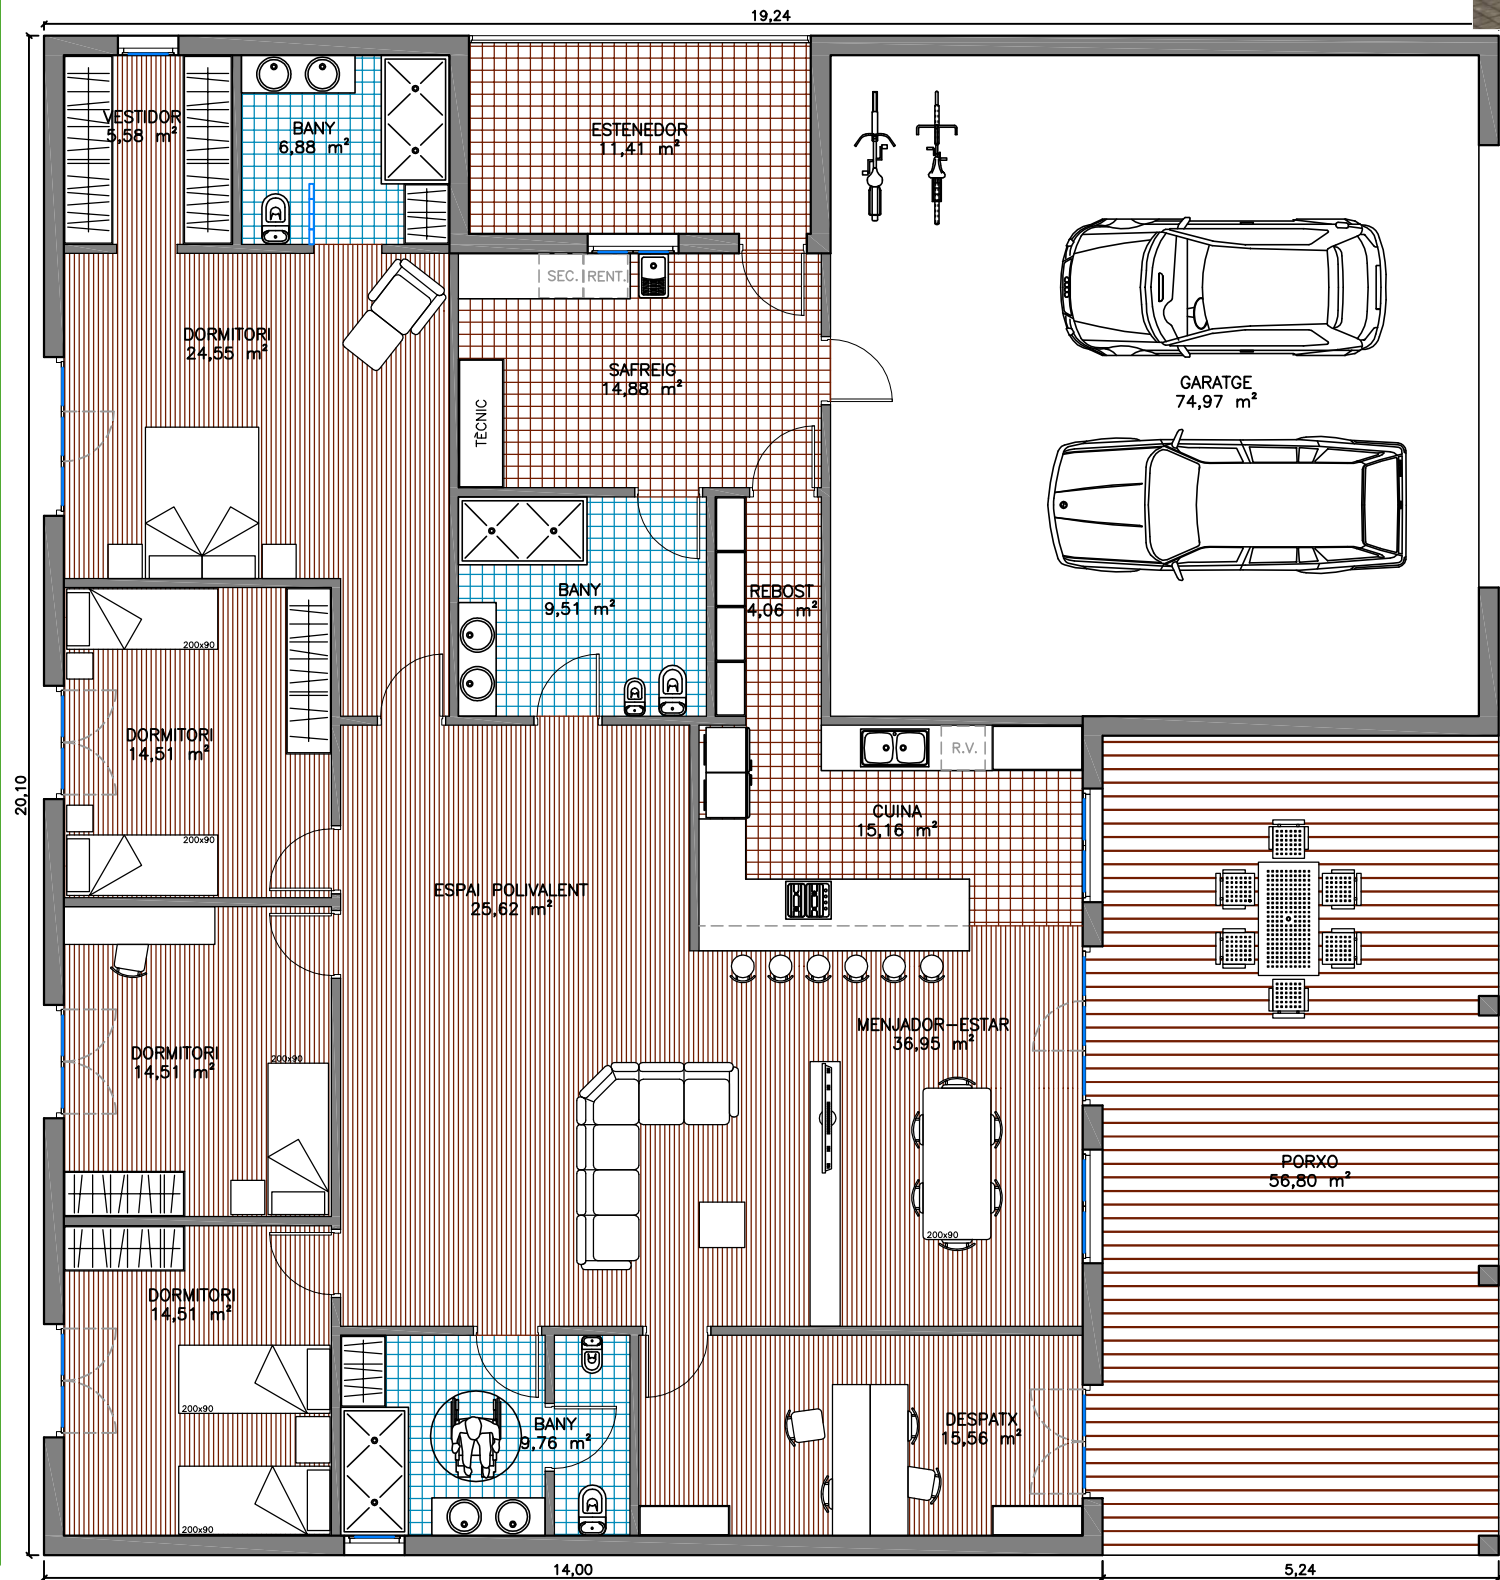 19,24
VESTIDOR
5,58 m²
BANY
6,88 m²
ESTENEDOR
11,41 m²
SEC.
RENT.
DORMITORI
24,55 m²
SAFREIG
14,88 m²
GARATGE
74,97 m²
TÈCNIC
BANY
9,51 m²
REBOST
4,06 m²
200x90
DORMITORI
14,51 m²
R.V.
20,10
CUINA
15,16 m²
200x90
ESPAI POLIVALENT
25,62 m²
MENJADOR-ESTAR
36,95 m²
DORMITORI
14,51 m²
200x90
PORXO
56,80 m²
200x90
DORMITORI
14,51 m²
200x90
BANY
9,76 m²
DESPATX
15,56 m²
200x90
14,00
5,24